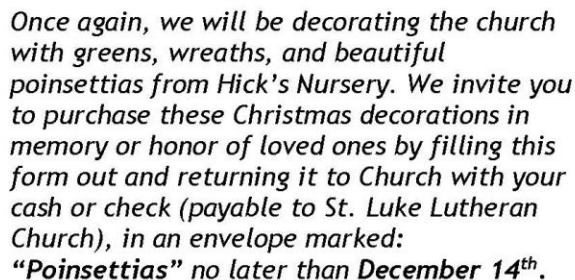 Once again, we will be decorating the church
with greens, wreaths, and beautiful
poinsettias from Hick's Nursery. We invite you
to purchase these Christmas decorations in
memory or honor of loved ones by filling this
form out and returning it to Church with your
cash or check (payable to St. Luke Lutheran
Church), in an envelope marked:
"Poinsettias" no later than December 14th.